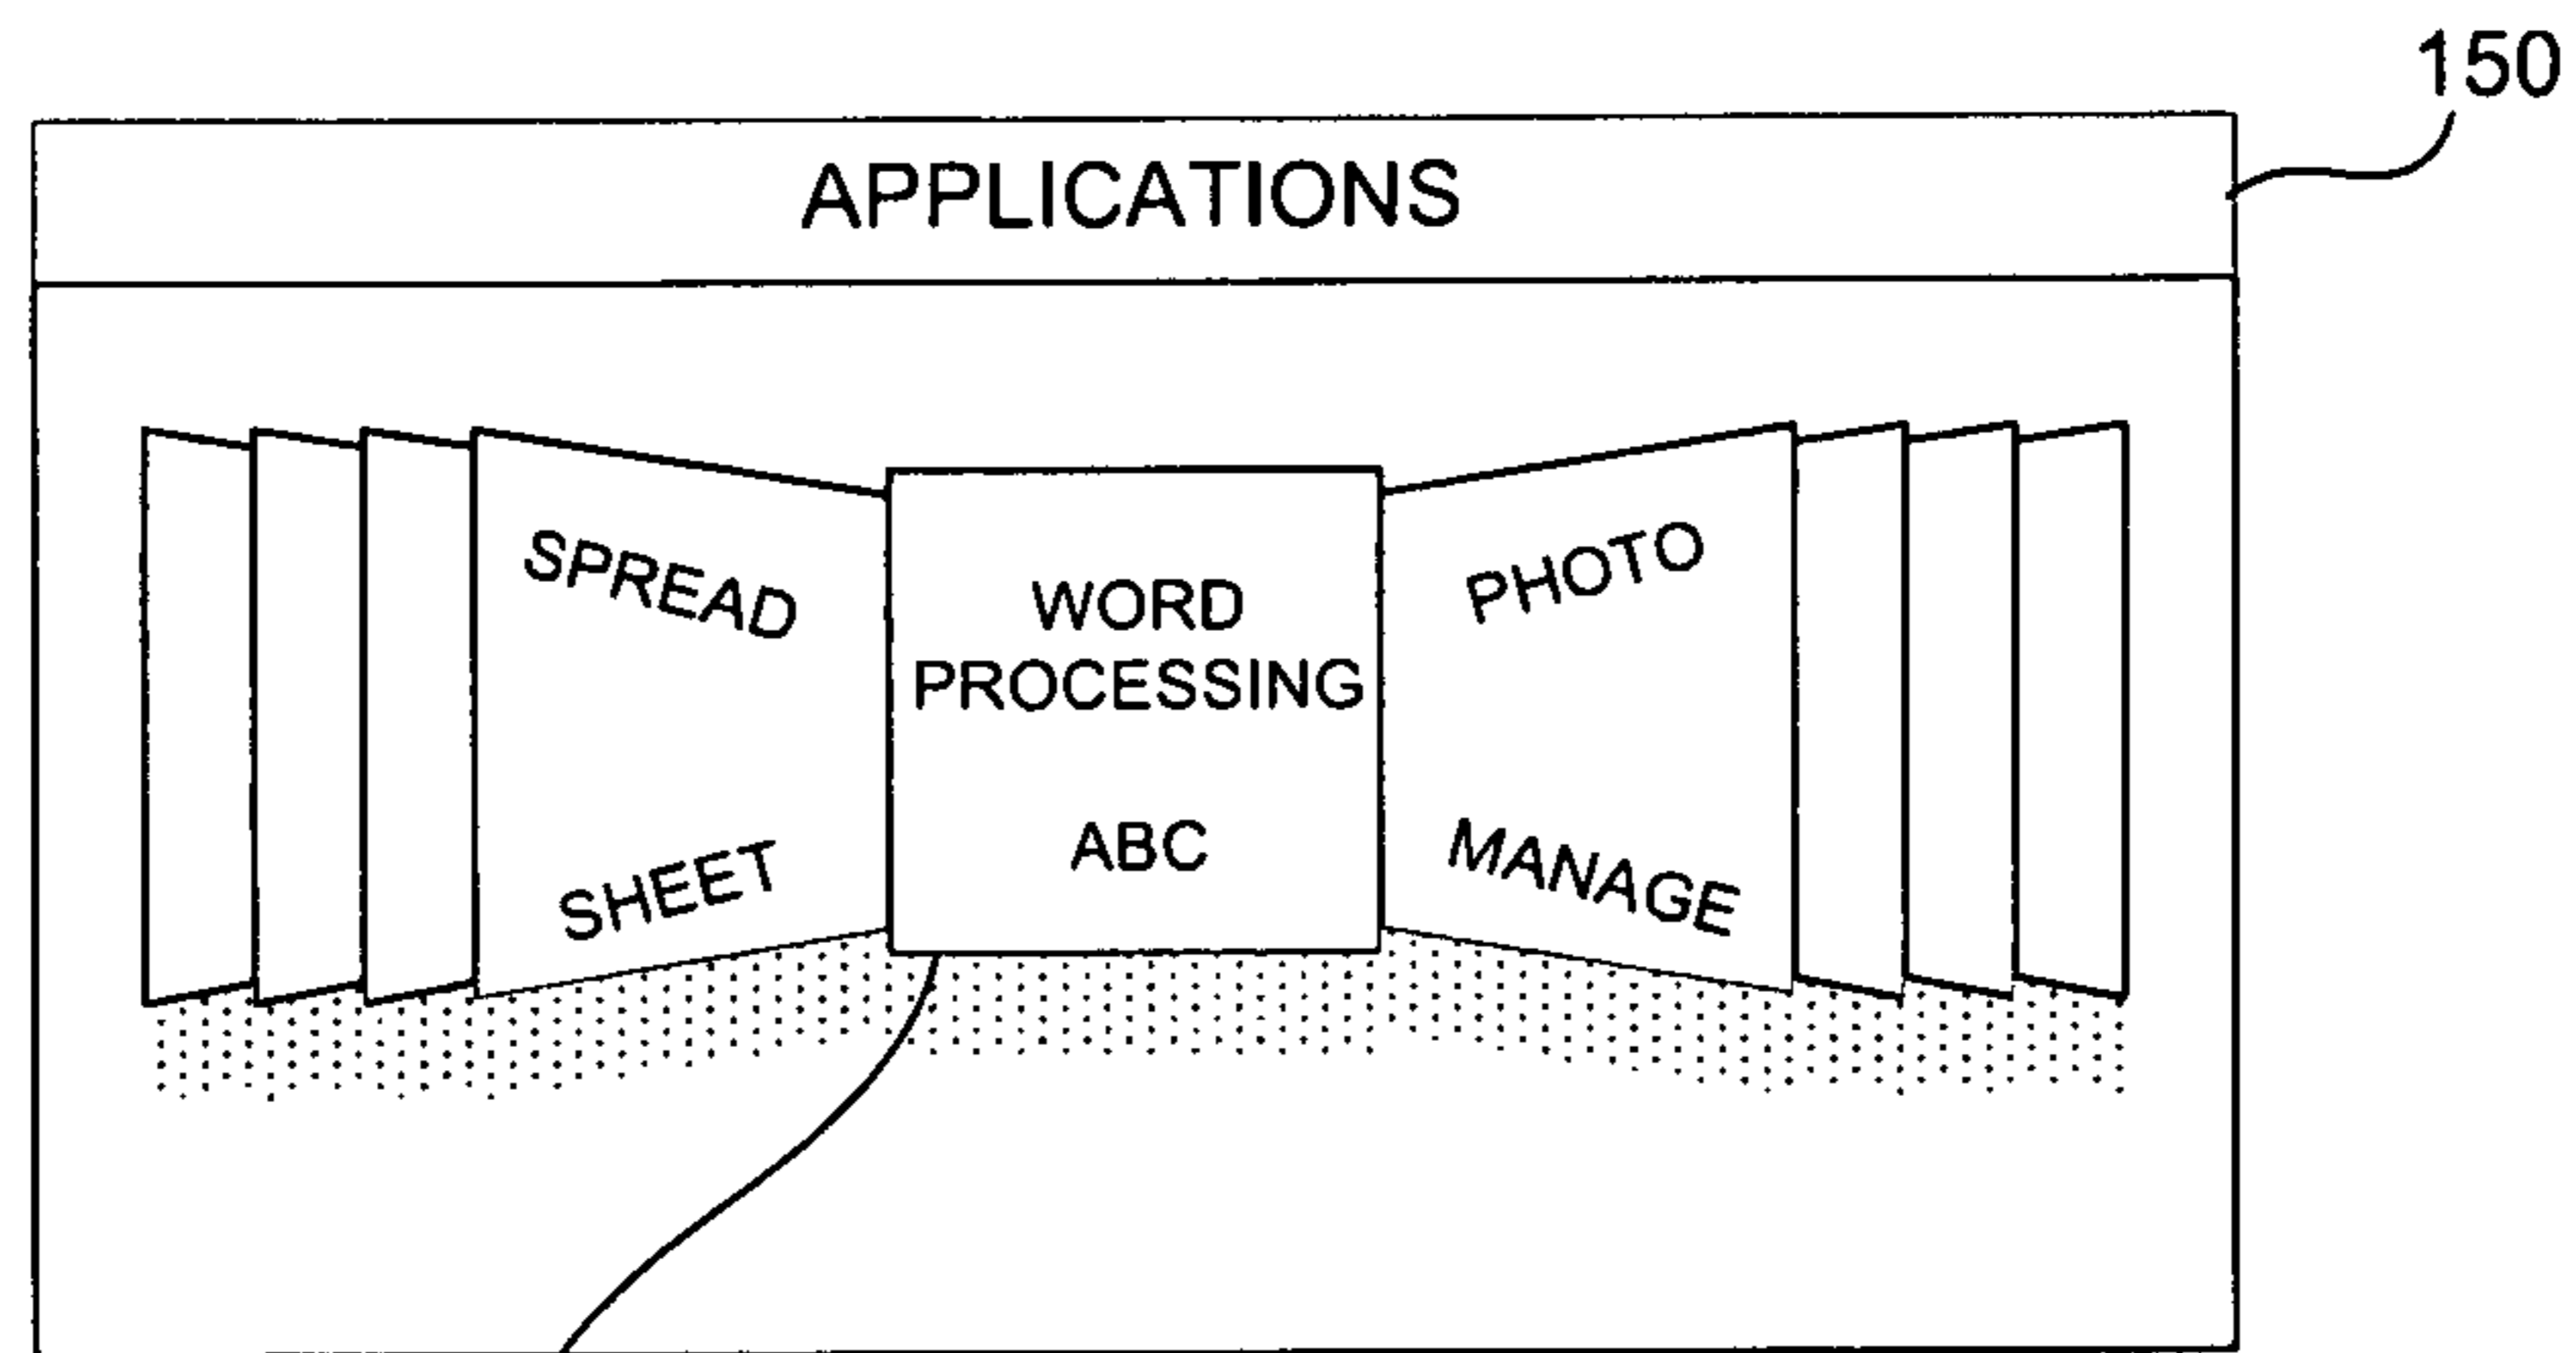 150
APPLICATIONS
SPREAD
SHEET
WORD
PROCESSING
ABC
PHOTO
MANAGE